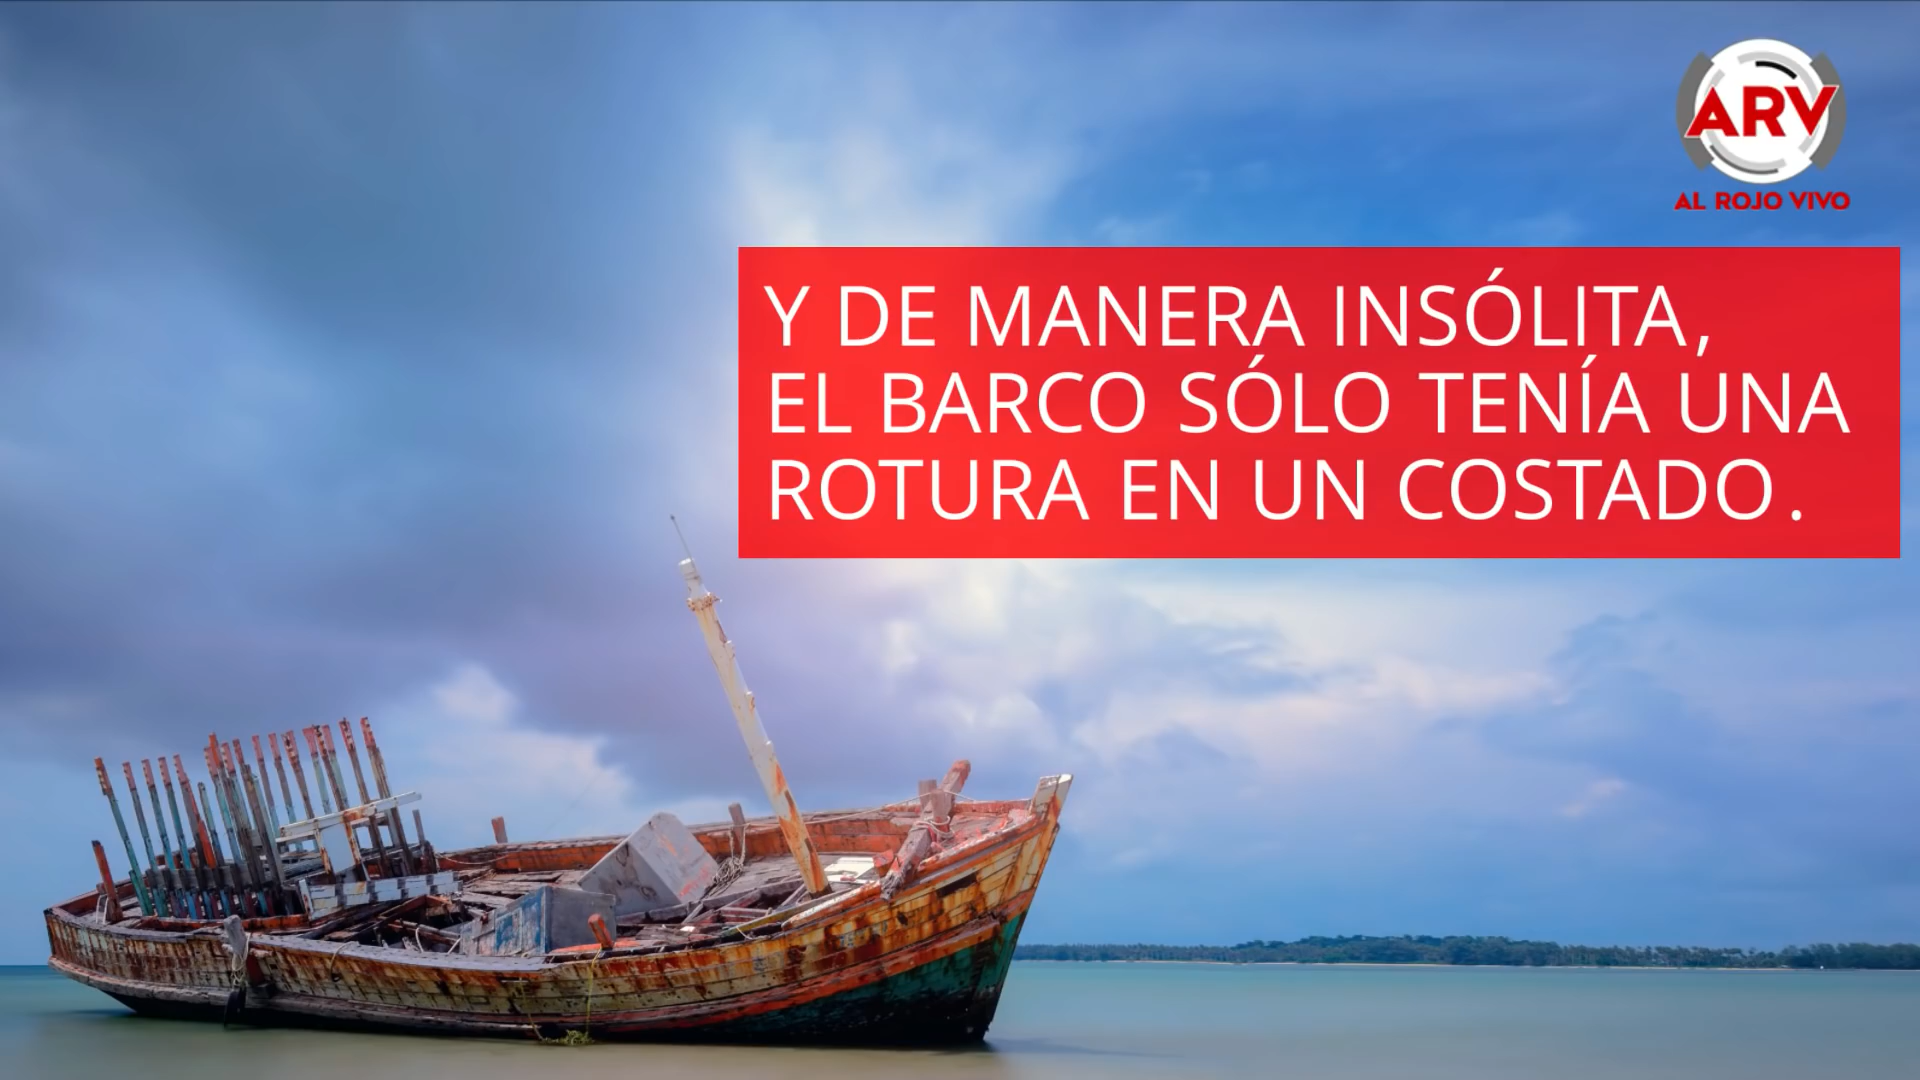 ARV
AL ROJO VIVO
Y DE MANERA INSÓLITA,
EL BARCO SÓLO TENÍA UNA
ROTURA EN UN COSTADO.